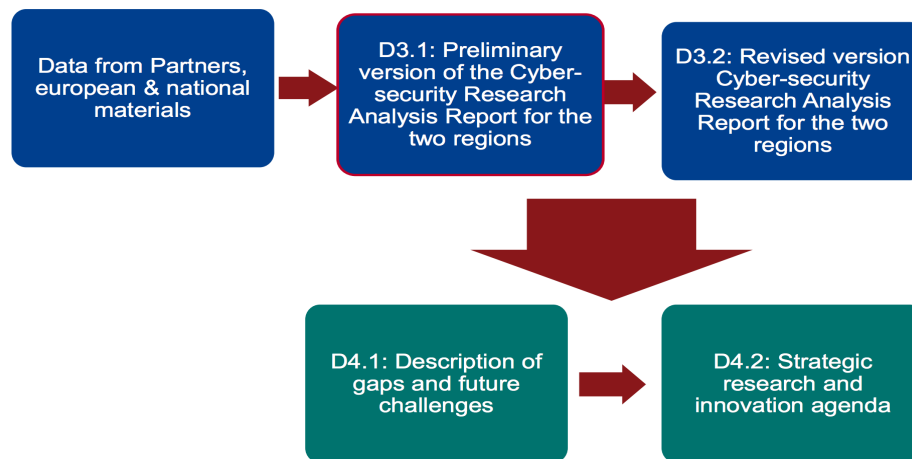 Data from Partners,
european & national
materials
D3.1: Preliminary
version of the Cyber-
security Research
Analysis Report for the
two regions
D3.2: Revised version
Cyber-security
Research Analysis
Report for the two
regions
D4.1: Description of
gaps and future
challenges
D4.2: Strategic
research and
innovation agenda